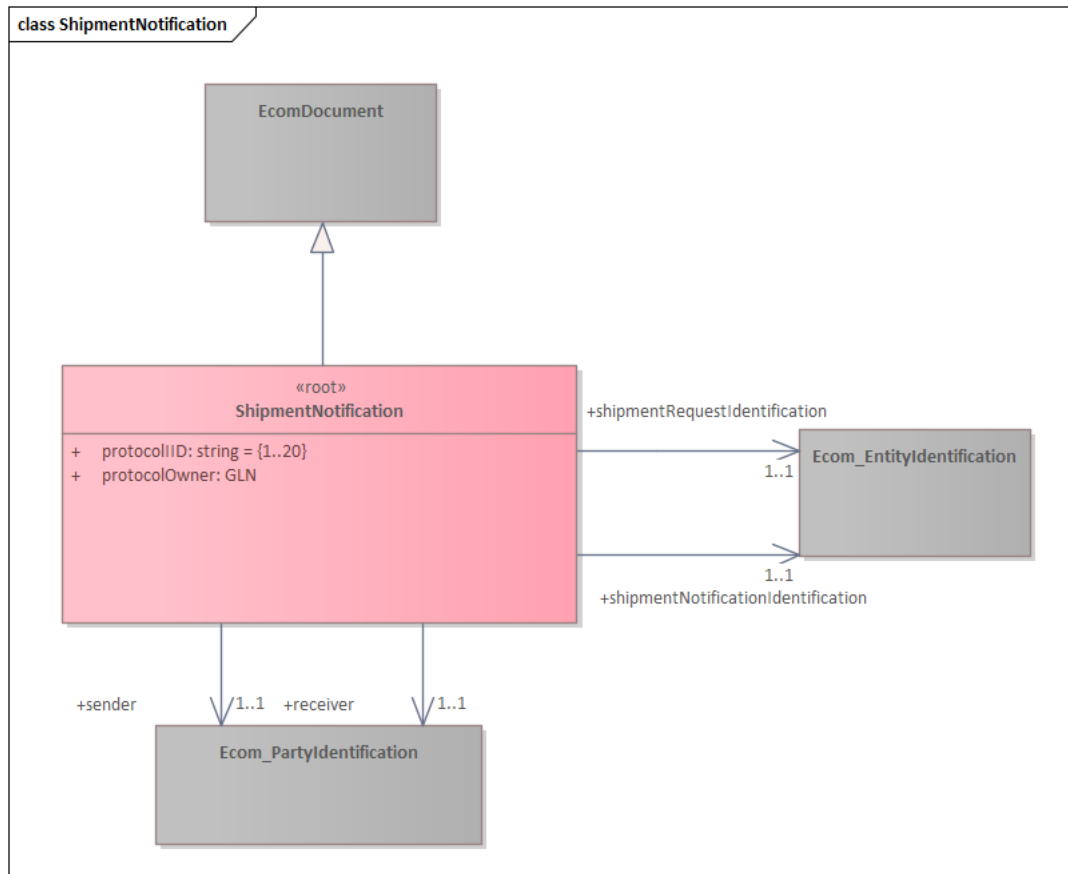 class ShipmentNotification
EcomDocument
«root»
ShipmentNotification
+ protocolIID: string = {1..20}
+ protocolOwner: GLN
+shipmentRequestIdentification
1..1
Ecom_EntityIdentification
1..1
+shipmentNotificationIdentification
+sender 1..1 +receiver 1..1
Ecom_PartyIdentification